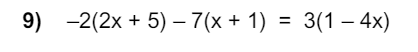 9) –2(2x + 5) – 7(x + 1) = 3(1 – 4x)